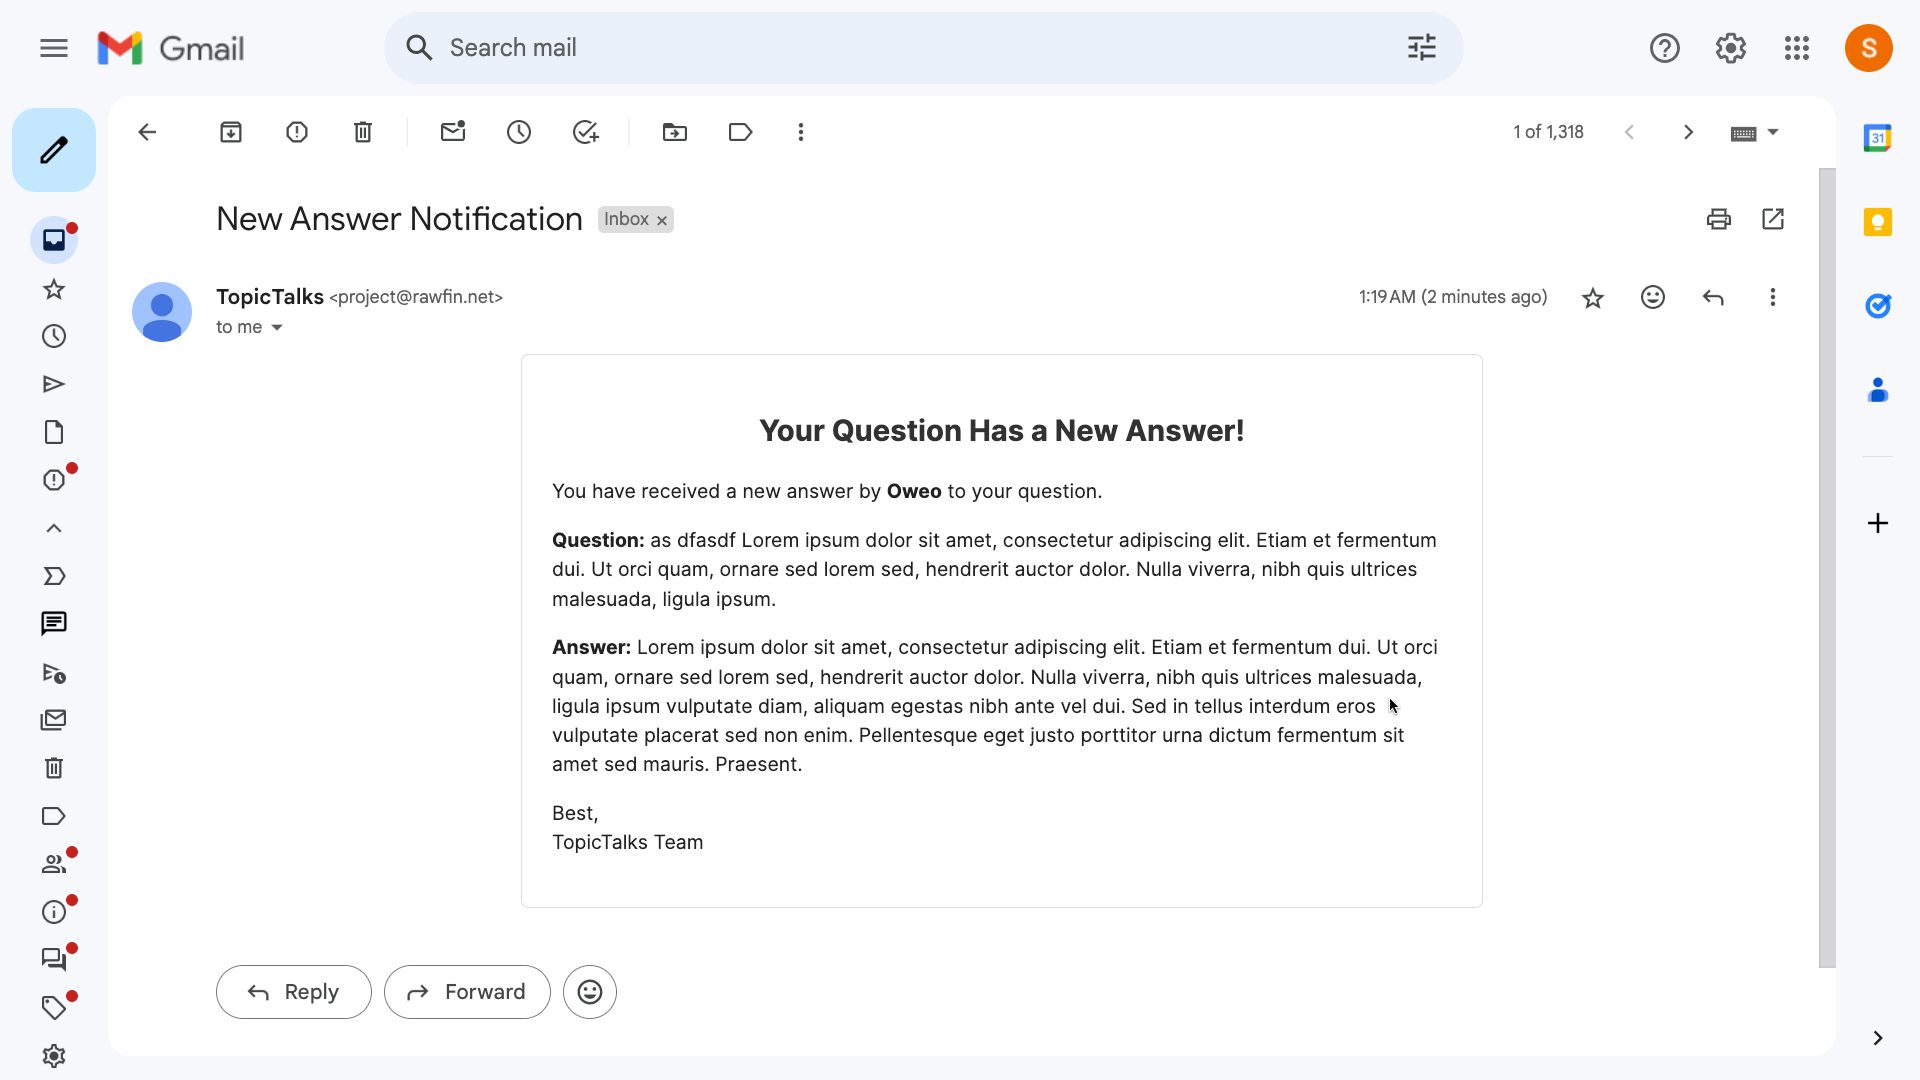 Gmail
Search mail
S
1 of 1,318
31
New Answer Notification Inbox x
TopicTalks <project@rawfin.net>
1:19 AM (2 minutes ago)
to me
Your Question Has a New Answer!
You have received a new answer by Oweo to your question.
Question: as dfasdf Lorem ipsum dolor sit amet, consectetur adipiscing elit. Etiam et fermentum
dui. Ut orci quam, ornare sed lorem sed, hendrerit auctor dolor. Nulla viverra, nibh quis ultrices
malesuada, ligula ipsum.
Answer: Lorem ipsum dolor sit amet, consectetur adipiscing elit. Etiam et fermentum dui. Ut orci
quam, ornare sed lorem sed, hendrerit auctor dolor. Nulla viverra, nibh quis ultrices malesuada,
ligula ipsum vulputate diam, aliquam egestas nibh ante vel dui. Sed in tellus interdum eros
vulputate placerat sed non enim. Pellentesque eget justo porttitor urna dictum fermentum sit
amet sed mauris. Praesent.
Best,
TopicTalks Team
Reply
Forward